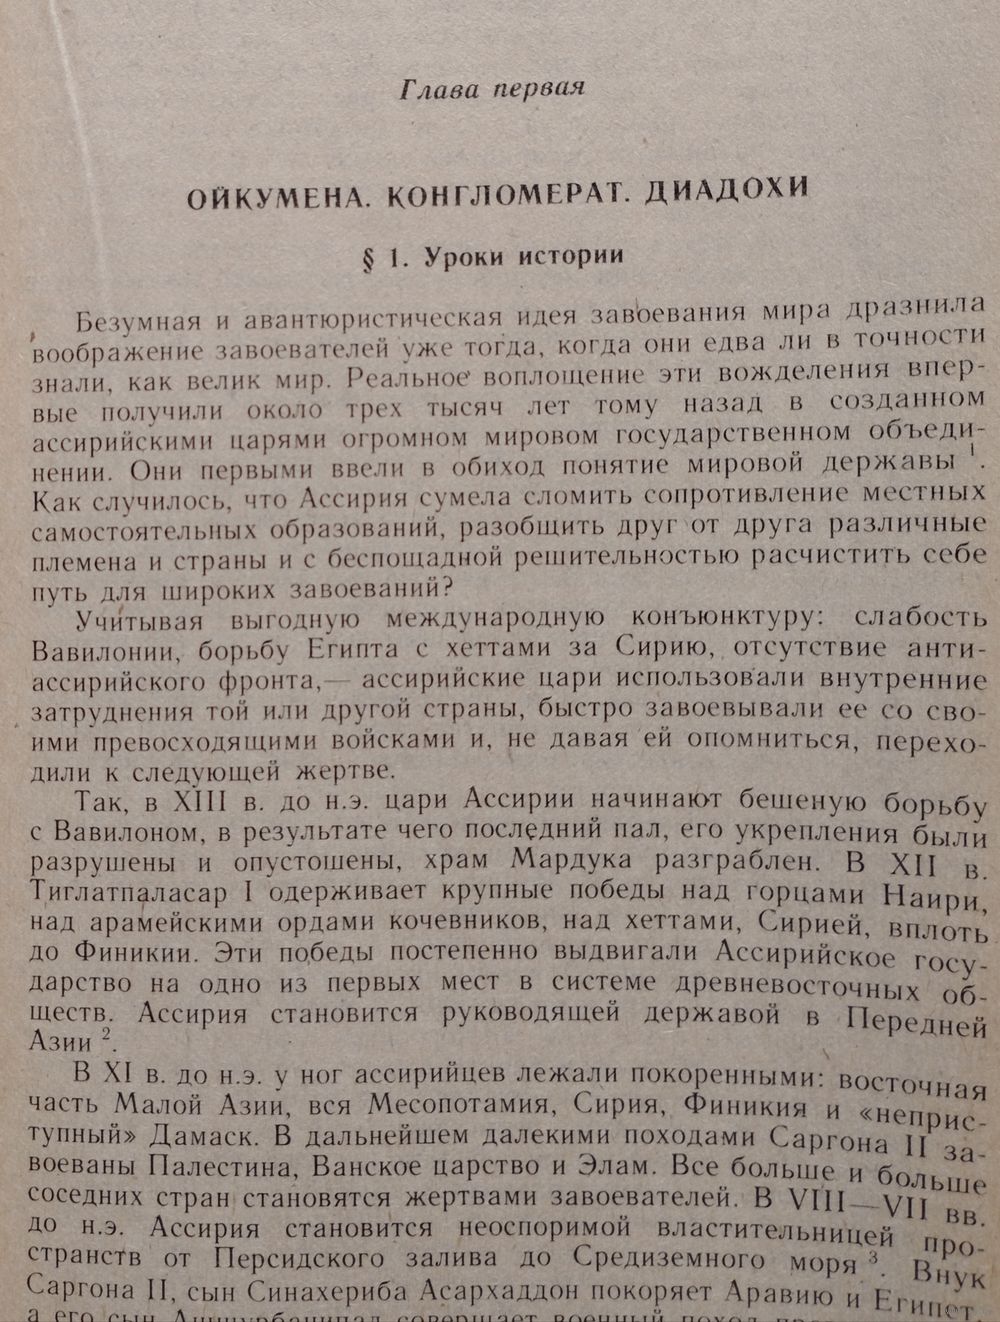 Глава первая
ОЙКУМЕНА. КОНГЛОМЕРАТ. ДИАДОХИ
§ 1. Уроки истории
Безумная и авантюристическая идея завоевания мира дразнила
воображение завоевателей уже тогда, когда они едва ли в точности
знали, как велик мир. Реальное воплощение эти вожделения впер-
вые получили около трех тысяч лет тому назад в созданном
ассирийскими царями огромном мировом государственном объеди-
нении. Они первыми ввели в обиход понятие мировой державы 1.
Как случилось, что Ассирия сумела сломить сопротивление местных
самостоятельных образований, разобщить друг от друга различные
племена и страны и с беспощадной решительностью расчистить себе
путь для широких завоеваний?
Учитывая выгодную международную конъюнктуру: слабость
Вавилонии, борьбу Египта с хеттами за Сирию, отсутствие анти-
ассирийского фронта,— ассирийские цари использовали внутренние
затруднения той или другой страны, быстро завоевывали ее со сво-
ими превосходящими войсками и, не давая ей опомниться, перехо-
дили к следующей жертве.
Так, в XIII в. до н.э. цари Ассирии начинают бешеную борьбу
с Вавилоном, в результате чего последний пал, его укрепления были
разрушены и опустошены, храм Мардука разграблен. В XII в.
Тиглатпаласар I одерживает крупные победы над горцами Наири,
над арамейскими ордами кочевников, над хеттами, Сирией, вплоть
до Финикии. Эти победы постепенно выдвигали Ассирийское госу-
дарство на одно из первых мест в системе древневосточных об-
ществ. Ассирия становится руководящей державой в Передней
Азии 2.
В XI в. до н.э. у ног ассирийцев лежали покоренными: восточная
часть Малой Азии, вся Месопотамия, Сирия, Финикия и «неприс-
тупный» Дамаск. В дальнейшем далекими походами Саргона II за-
воеваны Палестина, Ванское царство и Элам. Все больше и больше
соседних стран становятся жертвами завоевателей. В VIII—VII вв.
до н.э. Ассирия становится неоспоримой властительницей про-
странств от Персидского залива до Средиземного моря 3. Внук
Саргона II, сын Синахериба Асархаддон покоряет Аравию и Египет,
а его сын Ашшурбанипал совершает военный поход